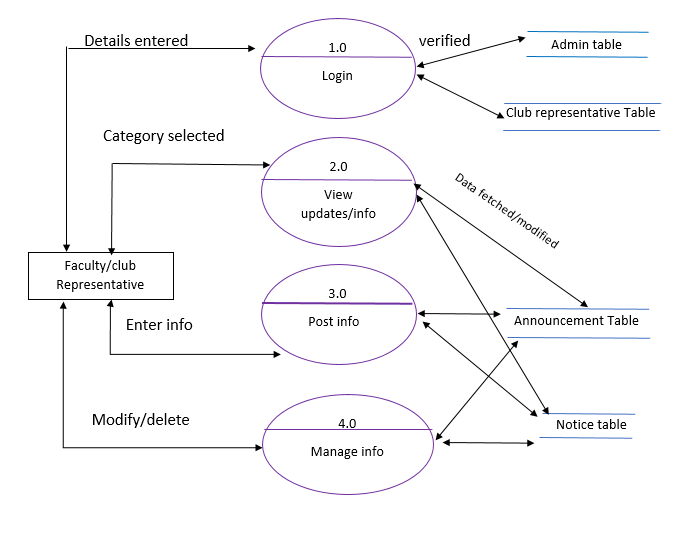 Details entered
1.0
Login
verified
Admin table
Club representative Table
Category selected
2.0
View
updates/info
Data fetched/modified
Faculty/club
Representative
3.0
Post info
Enter info
Announcement Table
Modify/delete
4.0
Manage info
Notice table